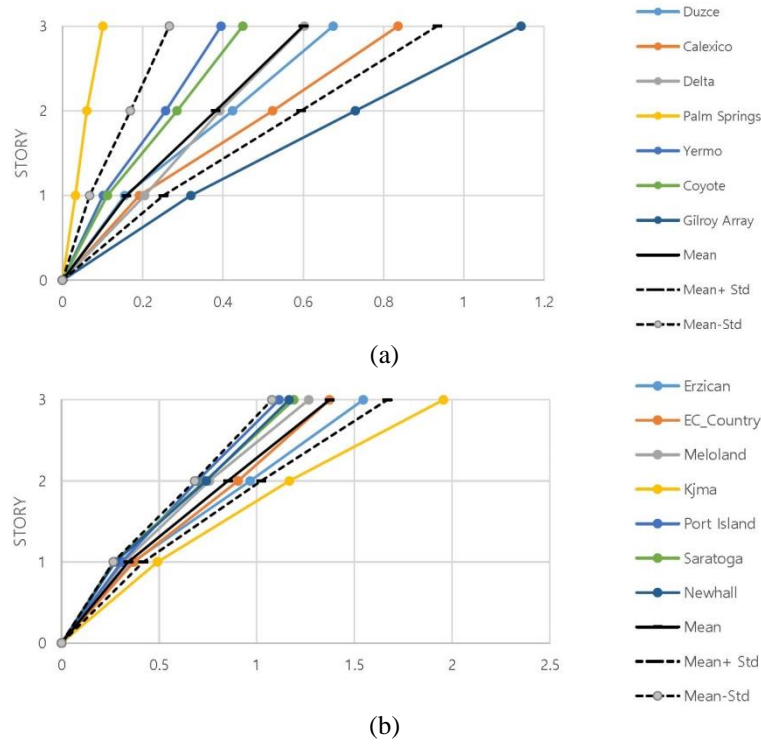 3
2
1
0
STORY
0
0.2
0.4
0.6
0.8
1
1.2
Duzce
Calexico
Delta
Palm Springs
Yermo
Coyote
Gilroy Array
Mean
Mean+ Std
Mean-Std
(a)
3
2
1
0
STORY
0
0.5
1
1.5
2
2.5
Erzican
EC_Country
Meloland
Kjma
Port Island
Saratoga
Newhall
Mean
Mean+ Std
Mean-Std
(b)